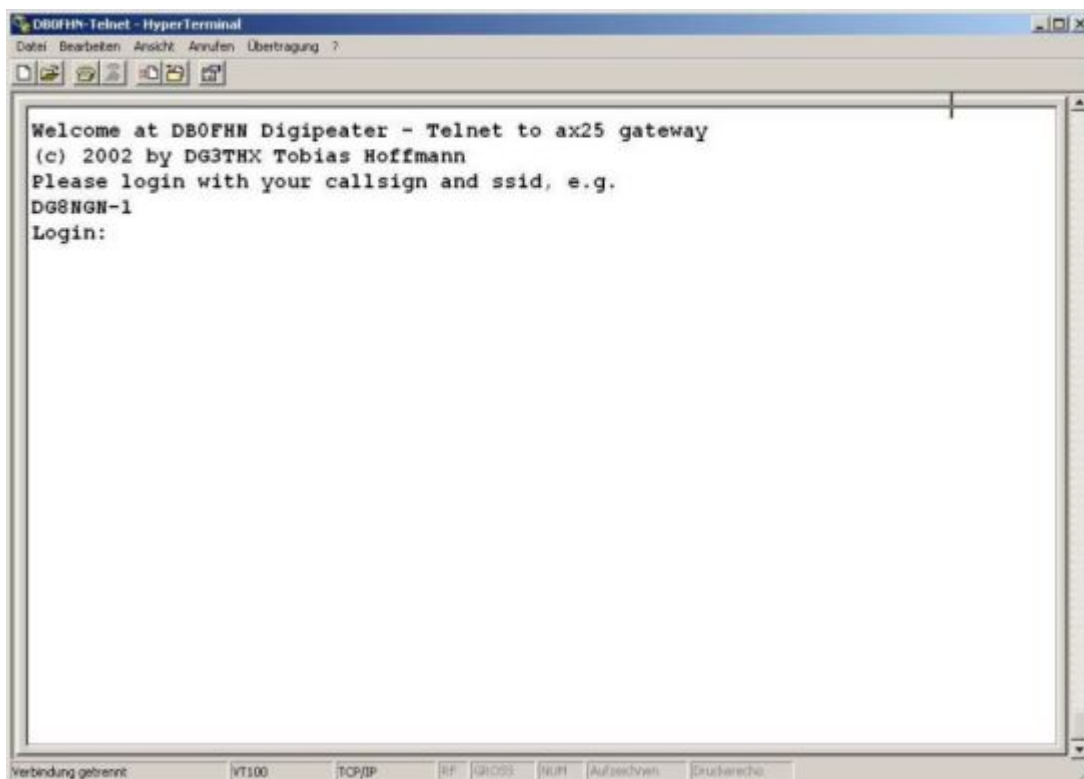 DB0FHN-Telnet - HyperTerminal
Datei Bearbeiten Ansicht Anrufen Übertragung ?
Welcome at DB0FHN Digipeater - Telnet to ax25 gateway
(c) 2002 by DG3THX Tobias Hoffmann
Please login with your callsign and ssid, e.g.
DG8NGN-1
Login:
Verbindung getrennt VT100 TCP/IP RF GROSS NUM Aufzeichnen Druckerecho